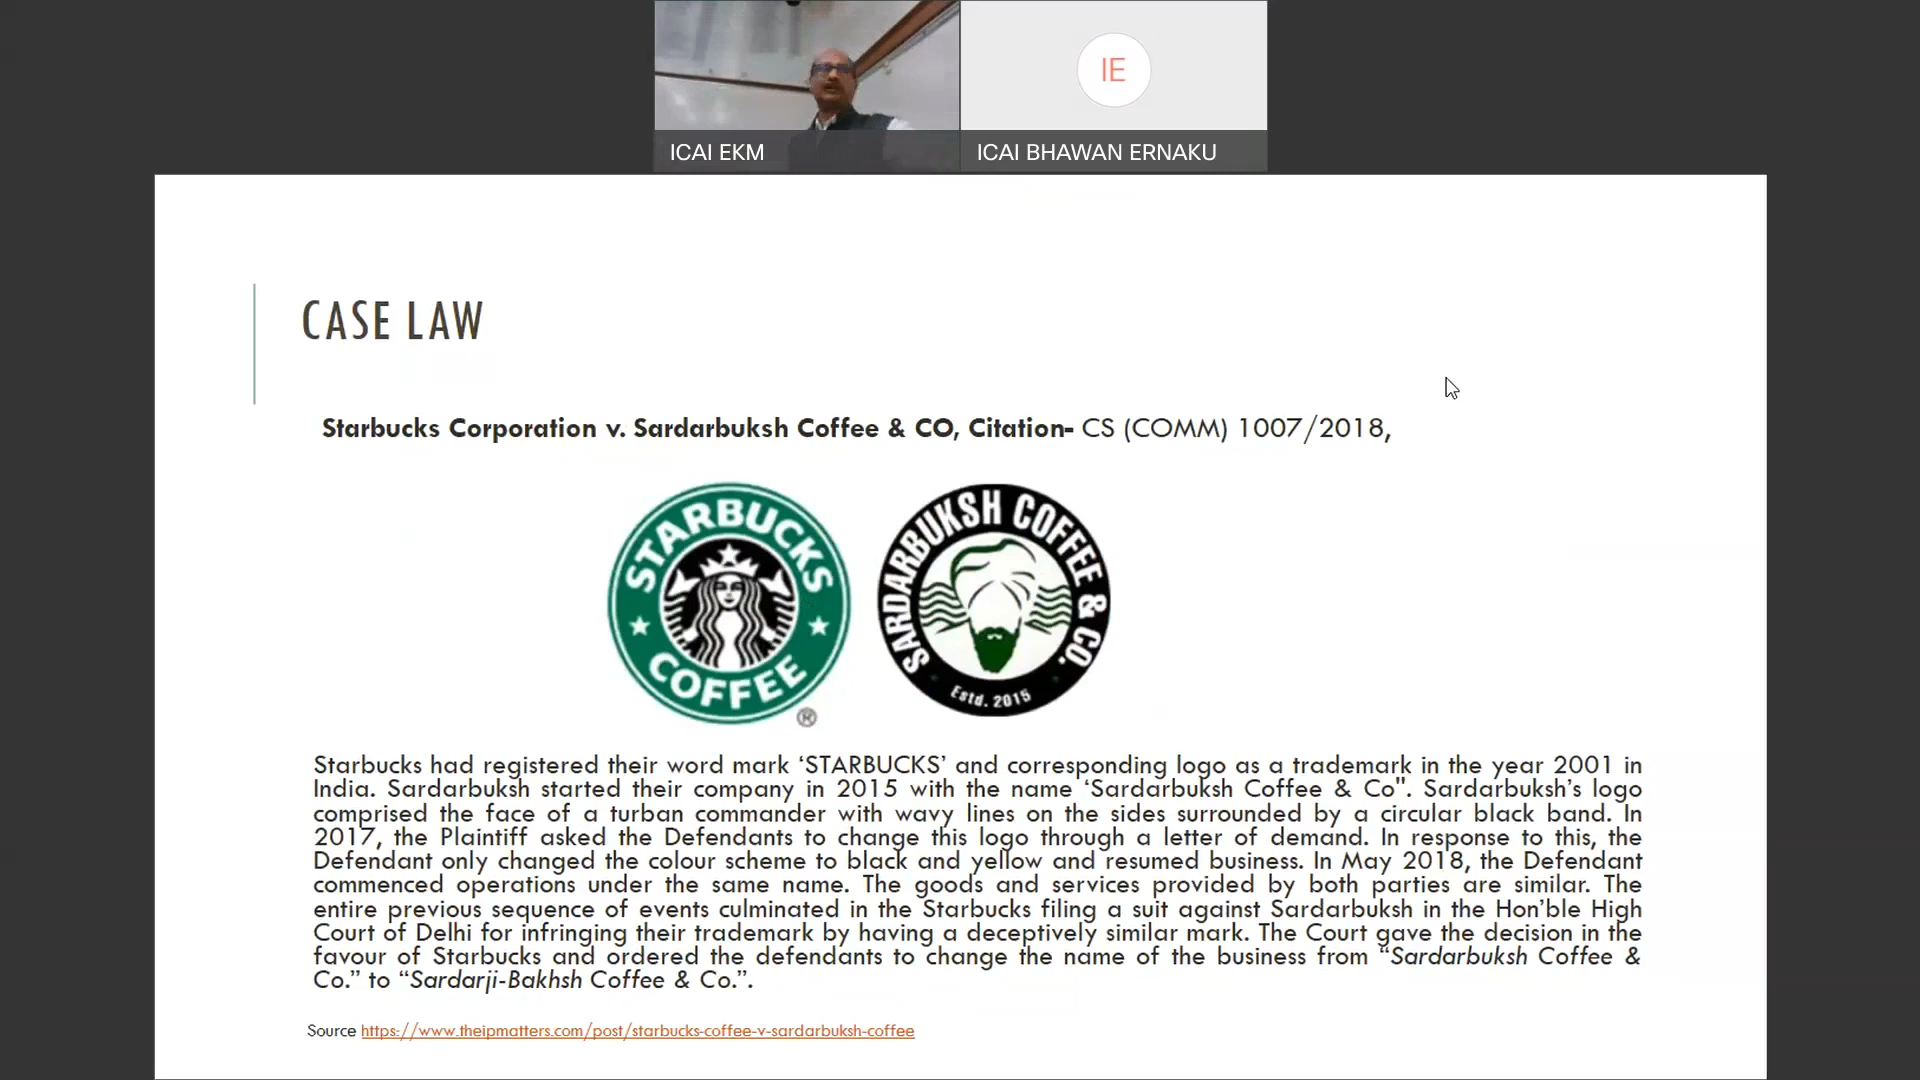 IE
ICAI EKM
ICAI BHAWAN ERNAKU
CASE LAW
Starbucks Corporation v. Sardarbuksh Coffee & CO, Citation- CS (COMM) 1007/2018,
STARBUCKS
COFFEE
®
SARDARBUKSH COFFEE & CO.
Estd. 2015
Starbucks had registered their word mark ‘STARBUCKS’ and corresponding logo as a trademark in the year 2001 in
India. Sardarbuksh started their company in 2015 with the name ‘Sardarbuksh Coffee & Co". Sardarbuksh’s logo
comprised the face of a turban commander with wavy lines on the sides surrounded by a circular black band. In
2017, the Plaintiff asked the Defendants to change this logo through a letter of demand. In response to this, the
Defendant only changed the colour scheme to black and yellow and resumed business. In May 2018, the Defendant
commenced operations under the same name. The goods and services provided by both parties are similar. The
entire previous sequence of events culminated in the Starbucks filing a suit against Sardarbuksh in the Hon’ble High
Court of Delhi for infringing their trademark by having a deceptively similar mark. The Court gave the decision in the
favour of Starbucks and ordered the defendants to change the name of the business from “Sardarbuksh Coffee &
Co.” to “Sardarji-Bakhsh Coffee & Co.”.
Source https://www.theipmatters.com/post/starbucks-coffee-v-sardarbuksh-coffee